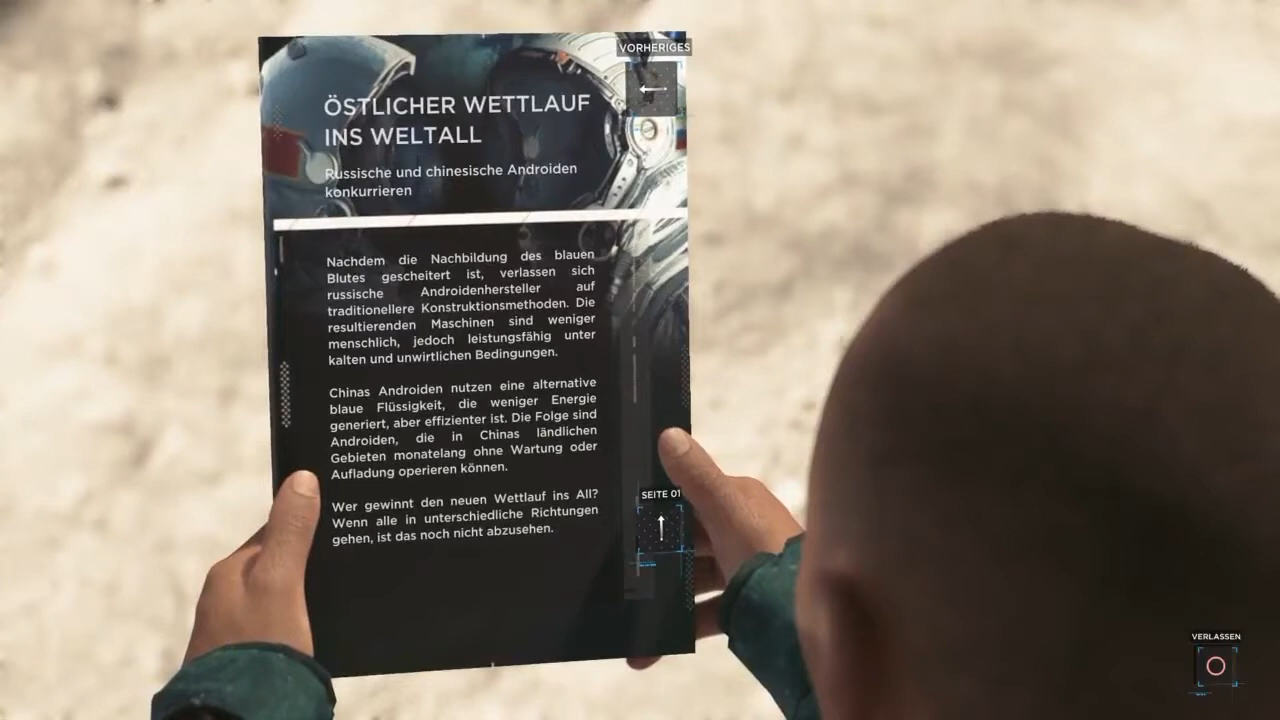 VORHERIGES
ÖSTLICHER WETTLAUF
INS WELTALL
Russische und chinesische Androiden
konkurrieren
Nachdem die Nachbildung des blauen
Blutes gescheitert ist, verlassen sich
russische Androidenhersteller auf
traditionellere Konstruktionsmethoden. Die
resultierenden Maschinen sind weniger
menschlich, jedoch leistungsfähig unter
kalten und unwirtlichen Bedingungen.
Chinas Androiden nutzen eine alternative
blaue Flüssigkeit, die weniger Energie
generiert, aber effizienter ist. Die Folge sind
Androiden, die in Chinas ländlichen
Gebieten monatelang ohne Wartung oder
Aufladung operieren können.
Wer gewinnt den neuen Wettlauf ins All?
Wenn alle in unterschiedliche Richtungen
gehen, ist das noch nicht abzusehen.
SEITE 01
VERLASSEN